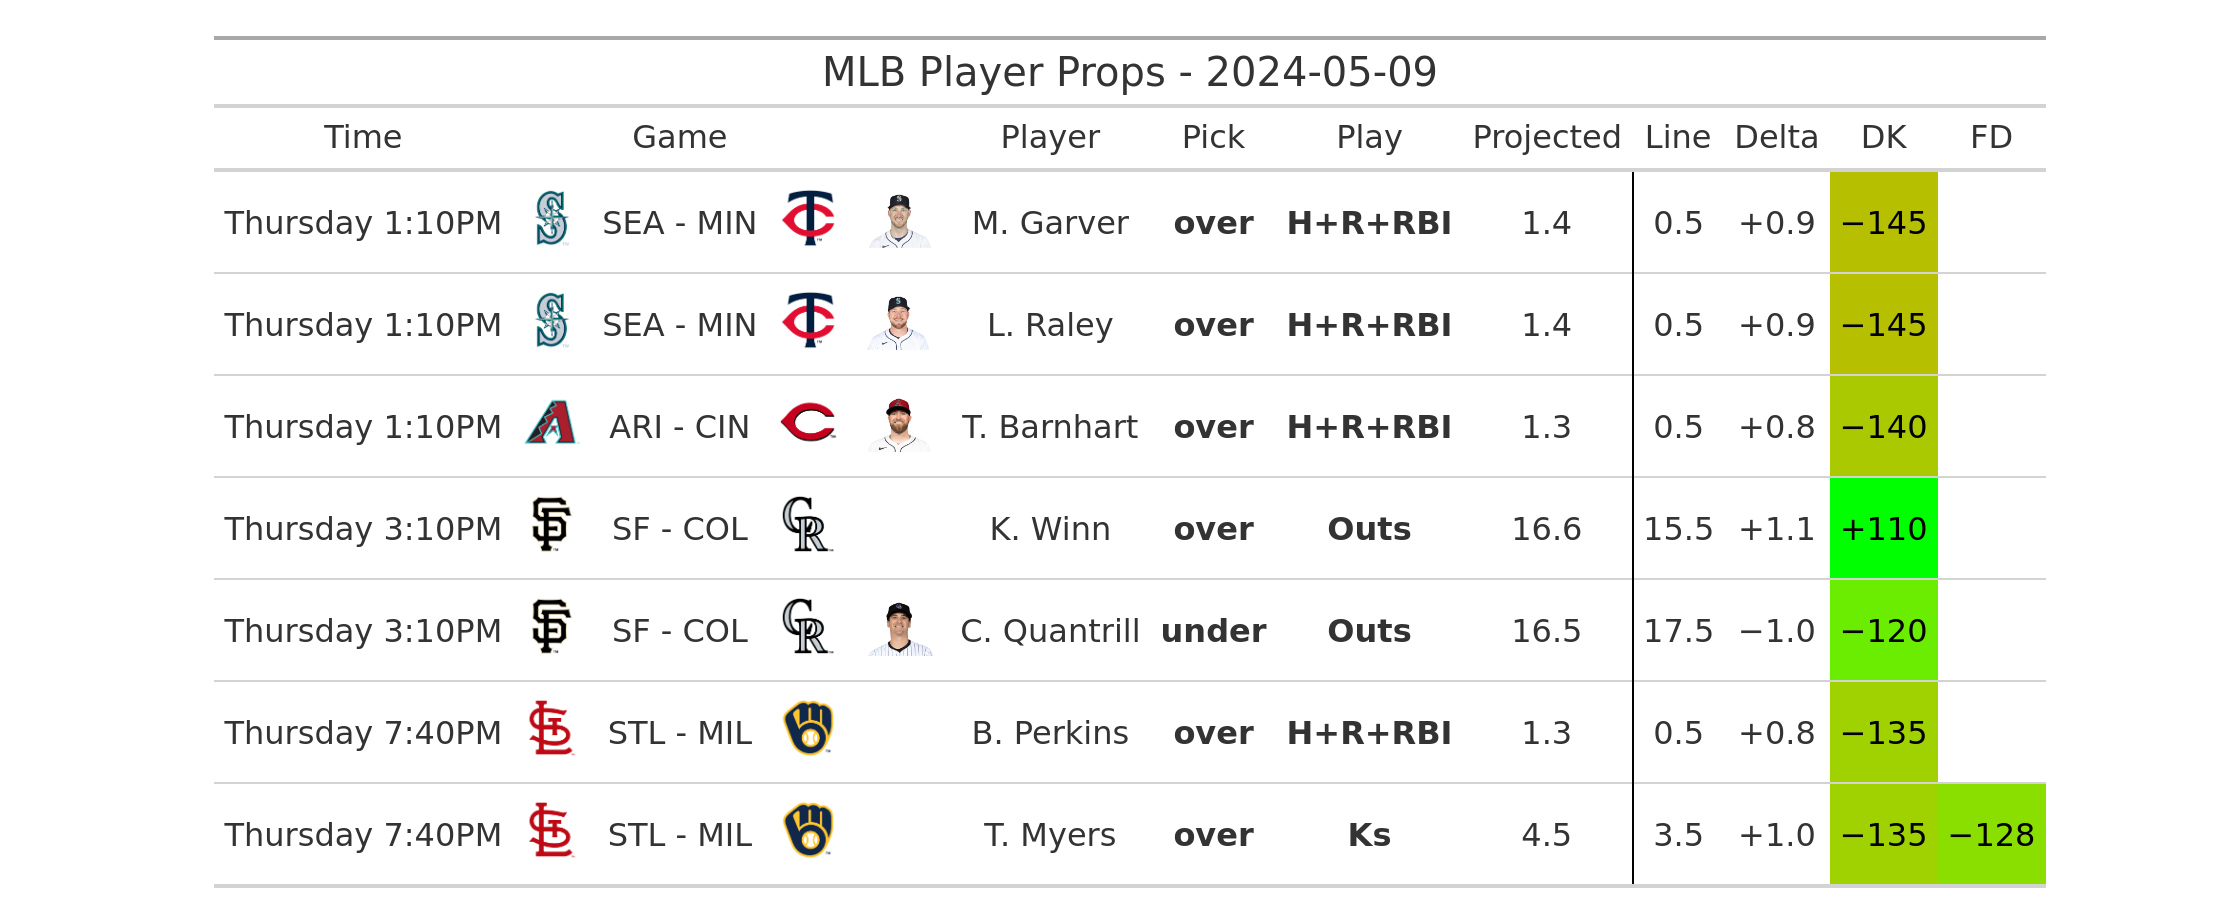 MLB Player Props - 2024-05-09
Time Game Player Pick Play Projected Line Delta DK FD
Thursday 1:10PM SEA - MIN M. Garver over H+R+RBI 1.4 0.5 +0.9 −145
Thursday 1:10PM SEA - MIN L. Raley over H+R+RBI 1.4 0.5 +0.9 −145
Thursday 1:10PM ARI - CIN T. Barnhart over H+R+RBI 1.3 0.5 +0.8 −140
Thursday 3:10PM SF - COL K. Winn over Outs 16.6 15.5 +1.1 +110
Thursday 3:10PM SF - COL C. Quantrill under Outs 16.5 17.5 −1.0 −120
Thursday 7:40PM STL - MIL B. Perkins over H+R+RBI 1.3 0.5 +0.8 −135
Thursday 7:40PM STL - MIL T. Myers over Ks 4.5 3.5 +1.0 −135 −128